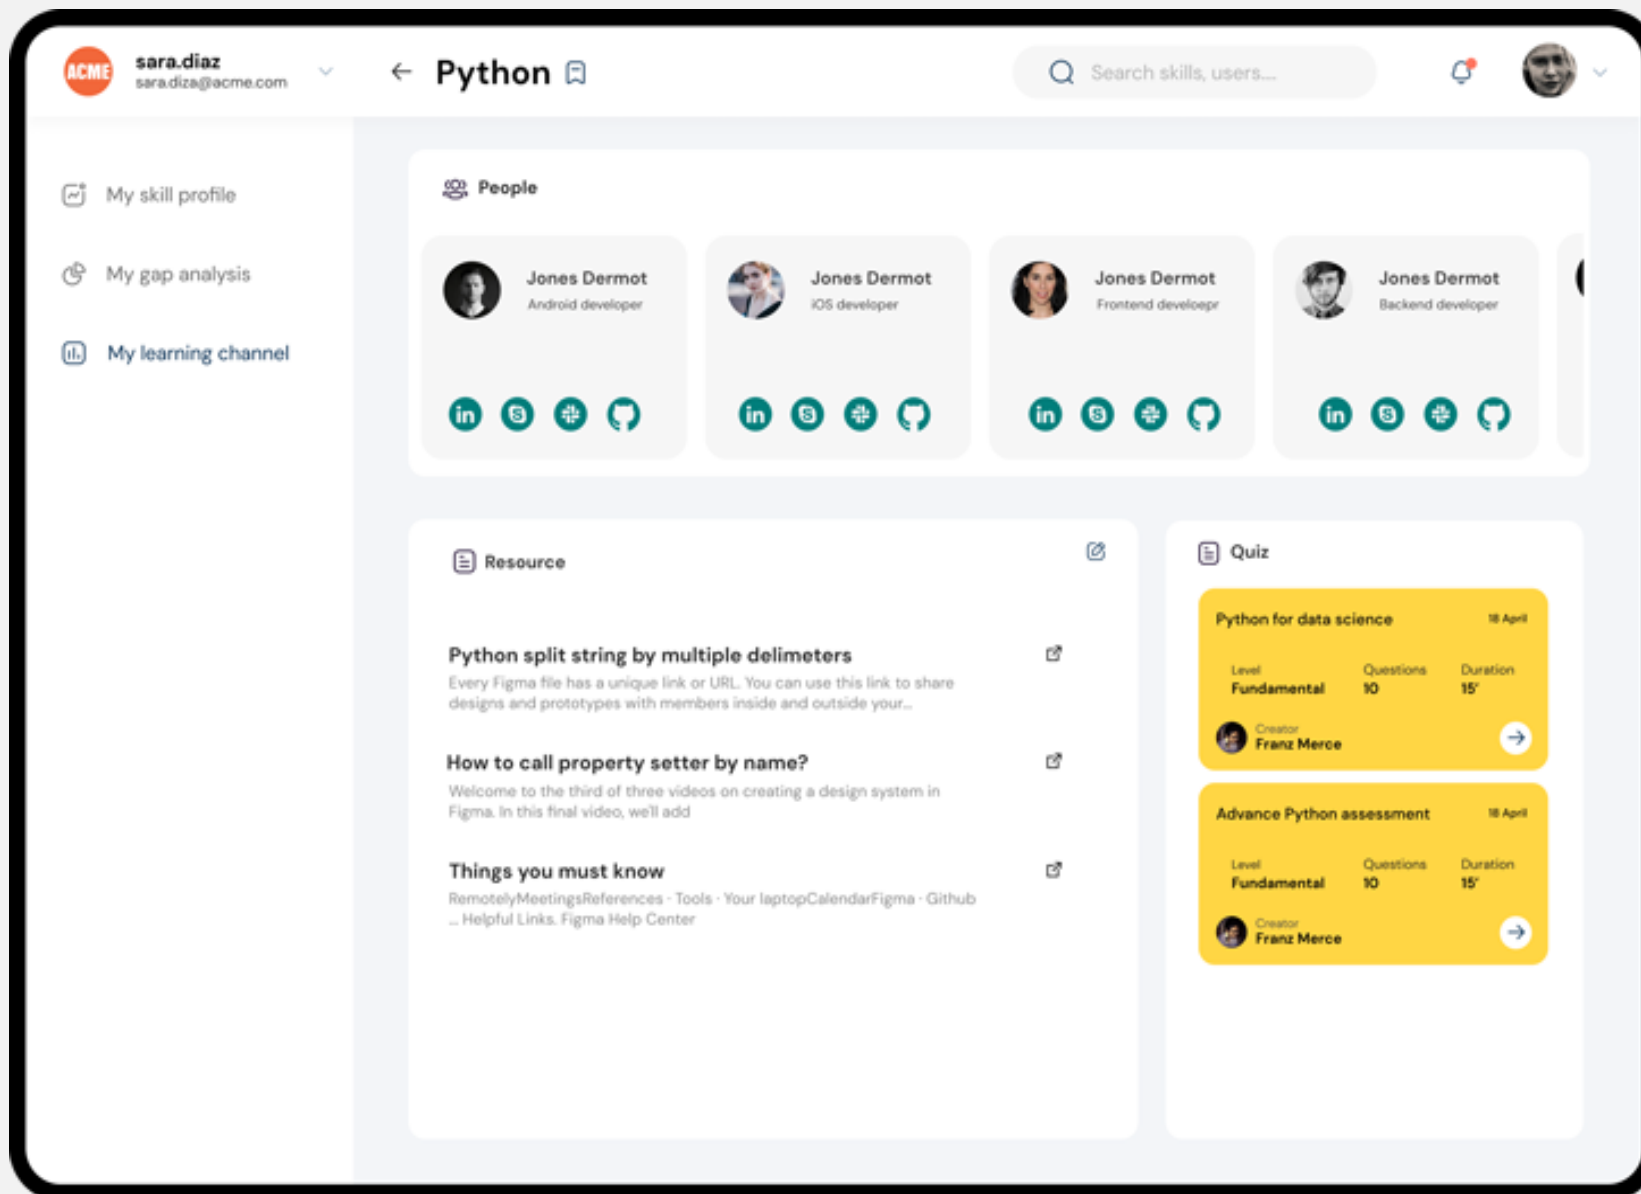 ACME
sara.diaz
sara.diza@acme.com
Python
Search skills, users....
My skill profile
My gap analysis
My learning channel
People
Jones Dermot
Android developer
Jones Dermot
iOS developer
Jones Dermot
Frontend develoepr
Jones Dermot
Backend developer
in
S
in
S
in
S
in
S
Resource
Python split string by multiple delimeters
Every Figma file has a unique link or URL. You can use this link to share
designs and prototypes with members inside and outside your...
How to call property setter by name?
Welcome to the third of three videos on creating a design system in
Figma. In this final video, we'll add
Things you must know
RemotelyMeetingsReferences · Tools · Your laptopCalendarFigma · Github
... Helpful Links. Figma Help Center
Quiz
Python for data science 18 April
Level Questions Duration
Fundamental 10 15'
Creator
Franz Merce
Advance Python assessment 18 April
Level Questions Duration
Fundamental 10 15'
Creator
Franz Merce